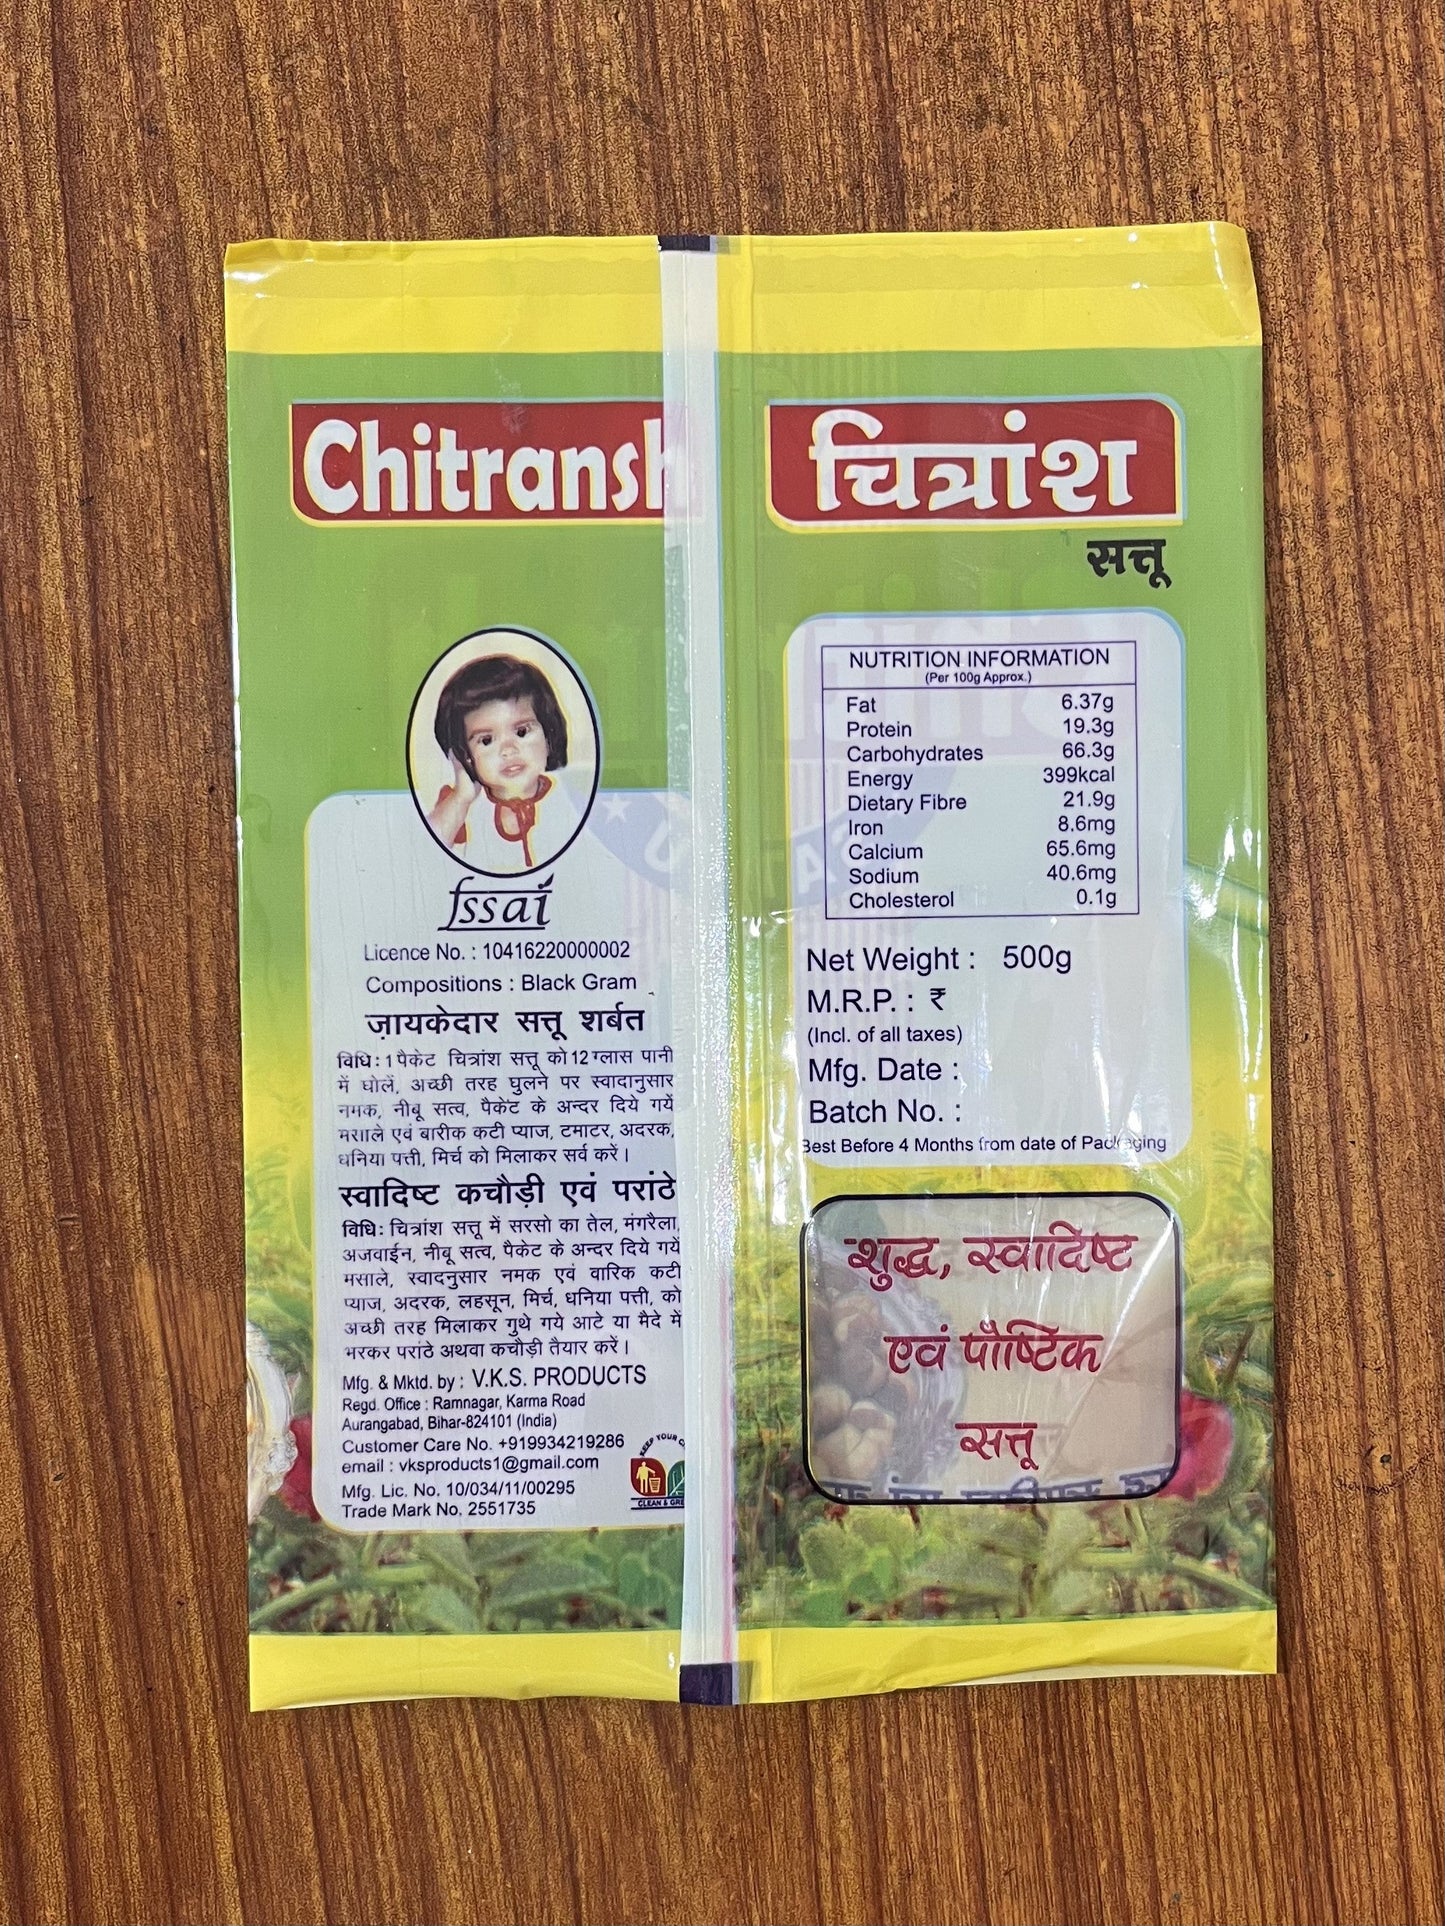 Chitransh
fssai
Licence No. : 10416220000002
Compositions : Black Gram
ज़ायकेदार सत्तू शर्बत
विधि: 1 पैकेट चित्रांश सत्तू को 12 ग्लास पानी
में घोलें, अच्छी तरह घुलने पर स्वादानुसार
नमक, नीबू सत्व, पैकेट के अन्दर दिये गयें
मसाले एवं बारीक कटी प्याज, टमाटर, अदरक,
धनिया पत्ती, मिर्च को मिलाकर सर्व करें।
स्वादिष्ट कचौड़ी एवं परांठे
विधि: चित्रांश सत्तू में सरसो का तेल, मंगरैला,
अजवाईन, नीबू सत्व, पैकेट के अन्दर दिये गयें
मसाले, स्वादनुसार नमक एवं वारिक कटी
प्याज, अदरक, लहसून, मिर्च, धनिया पत्ती, को
अच्छी तरह मिलाकर गुथे गये आटे या मैदे में
भरकर परांठे अथवा कचौड़ी तैयार करें।
Mfg. & Mktd. by : V.K.S. PRODUCTS
Regd. Office : Ramnagar, Karma Road
Aurangabad, Bihar-824101 (India)
Customer Care No. +919934219286
email : vksproducts1@gmail.com
Mfg. Lic. No. 10/034/11/00295
Trade Mark No. 2551735
KEEP YOUR
CLEAN &
चित्रांश
सत्तू
NUTRITION INFORMATION
(Per 100g Approx.)
Fat 6.37g
Protein 19.3g
Carbohydrates 66.3g
Energy 399kcal
Dietary Fibre 21.9g
Iron 8.6mg
Calcium 65.6mg
Sodium 40.6mg
Cholesterol 0.1g
Net Weight : 500g
M.R.P. : ₹
(Incl. of all taxes)
Mfg. Date :
Batch No. :
Best Before 4 Months from date of Packaging
शुद्ध, स्वादिष्ट
एवं पौष्टिक
सत्तू